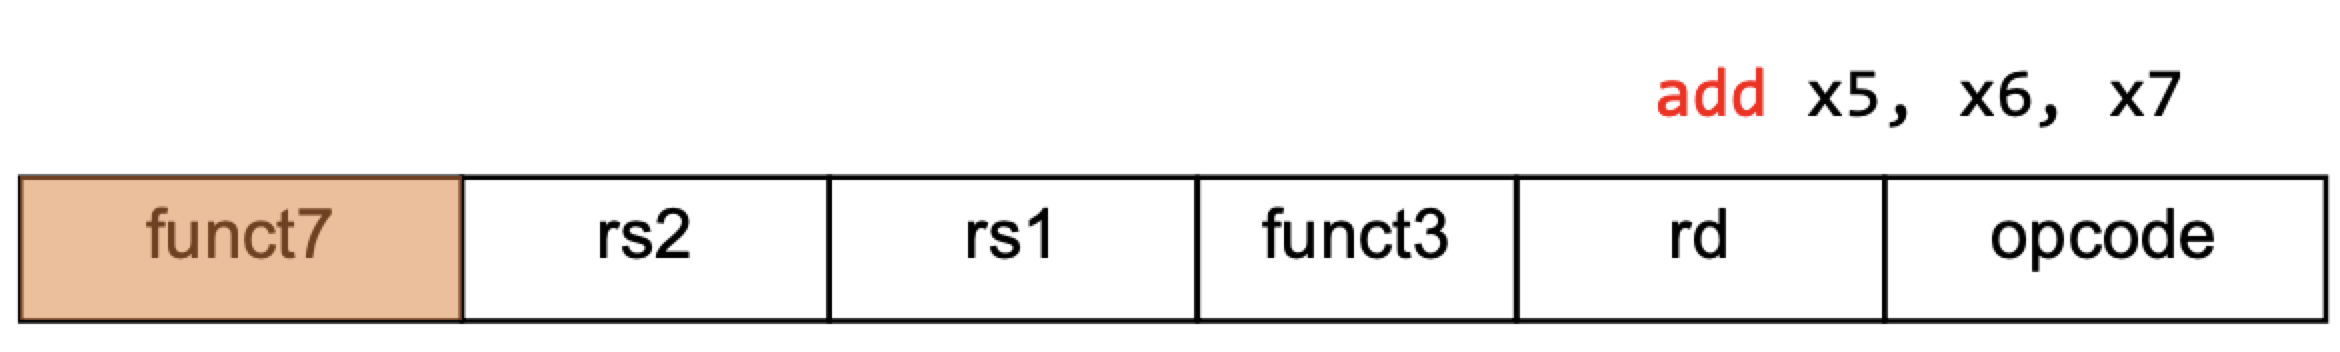 add x5, x6, x7
funct7 rs2 rs1 funct3 rd opcode